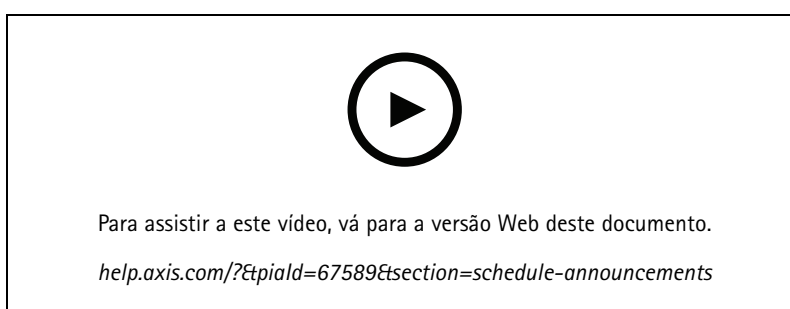 Para assistir a este vídeo, vá para a versão Web deste documento.
help.axis.com/?&piaId=67589&section=schedule-announcements